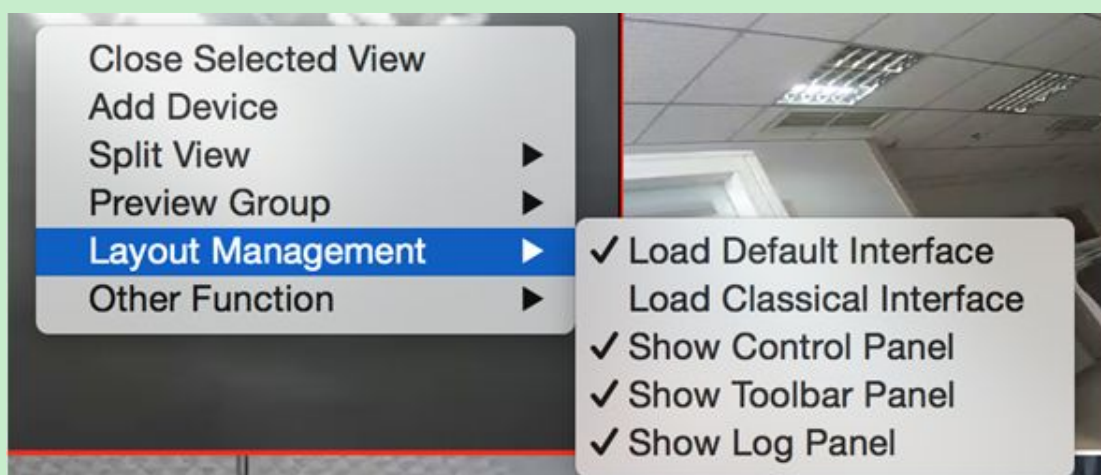 Close Selected View
Add Device
Split View
Preview Group
Layout Management
Other Function
✓ Load Default Interface
Load Classical Interface
✓ Show Control Panel
✓ Show Toolbar Panel
✓ Show Log Panel